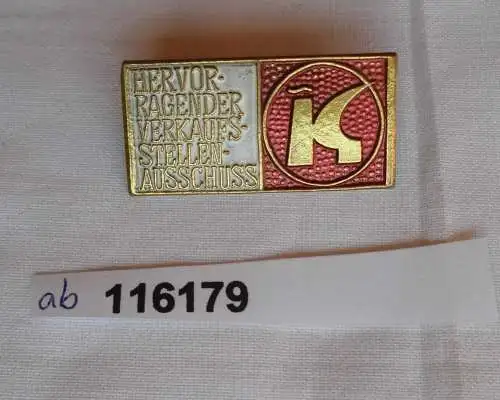 HERVOR-
RAGENDER
VERKAUFS-
STELLEN-
AUSSCHUSS
K
ab 116179